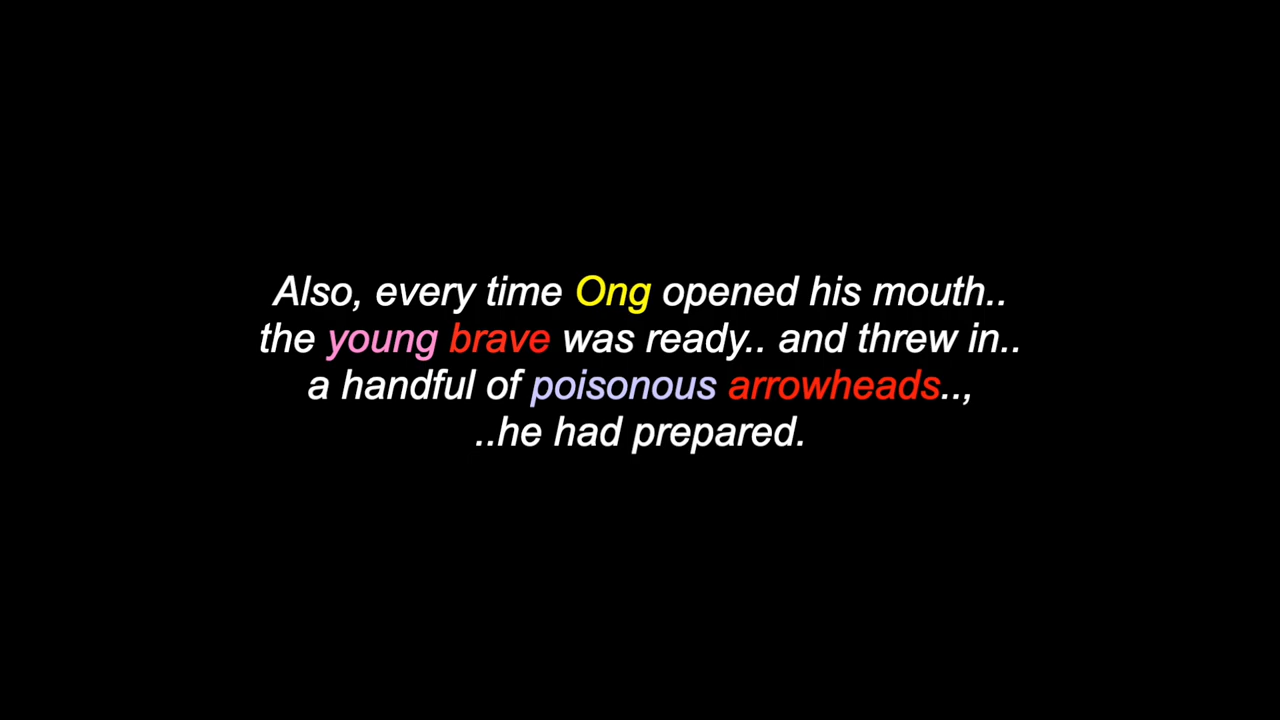 Also, every time Ong opened his mouth..
the young brave was ready.. and threw in..
a handful of poisonous arrowheads..,
..he had prepared.